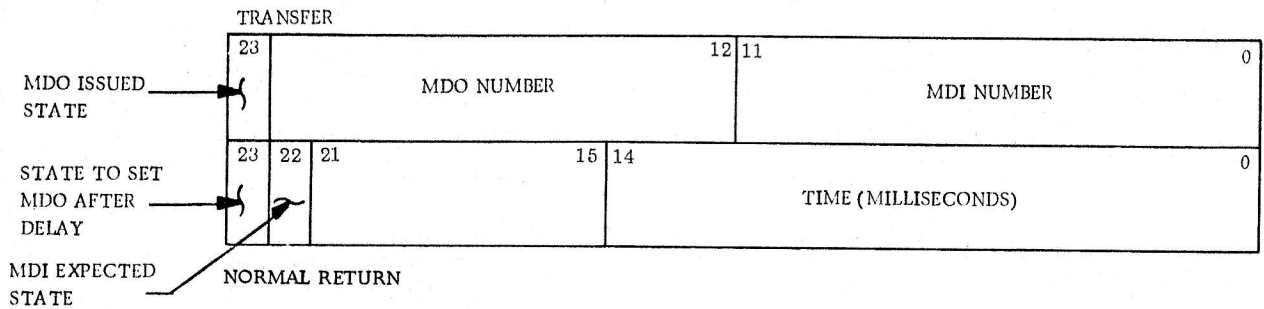 TRANSFER
23 12 11 0
MDO ISSUED
STATE
MDO NUMBER
MDI NUMBER
23 22 21 15 14 0
STATE TO SET
MDO AFTER
DELAY
TIME (MILLISECONDS)
MDI EXPECTED
STATE
NORMAL RETURN